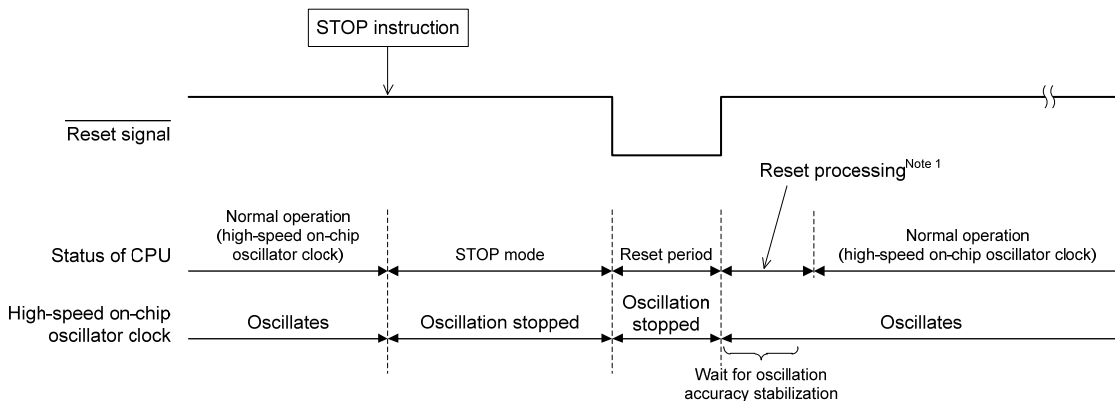 STOP instruction
Reset signal
Reset processing Note 1
Status of CPU
Normal operation
(high-speed on-chip
oscillator clock)
STOP mode
Reset period
Normal operation
(high-speed on-chip oscillator clock)
High-speed on-chip
oscillator clock
Oscillates
Oscillation stopped
Oscillation
stopped
Oscillates
Wait for oscillation
accuracy stabilization